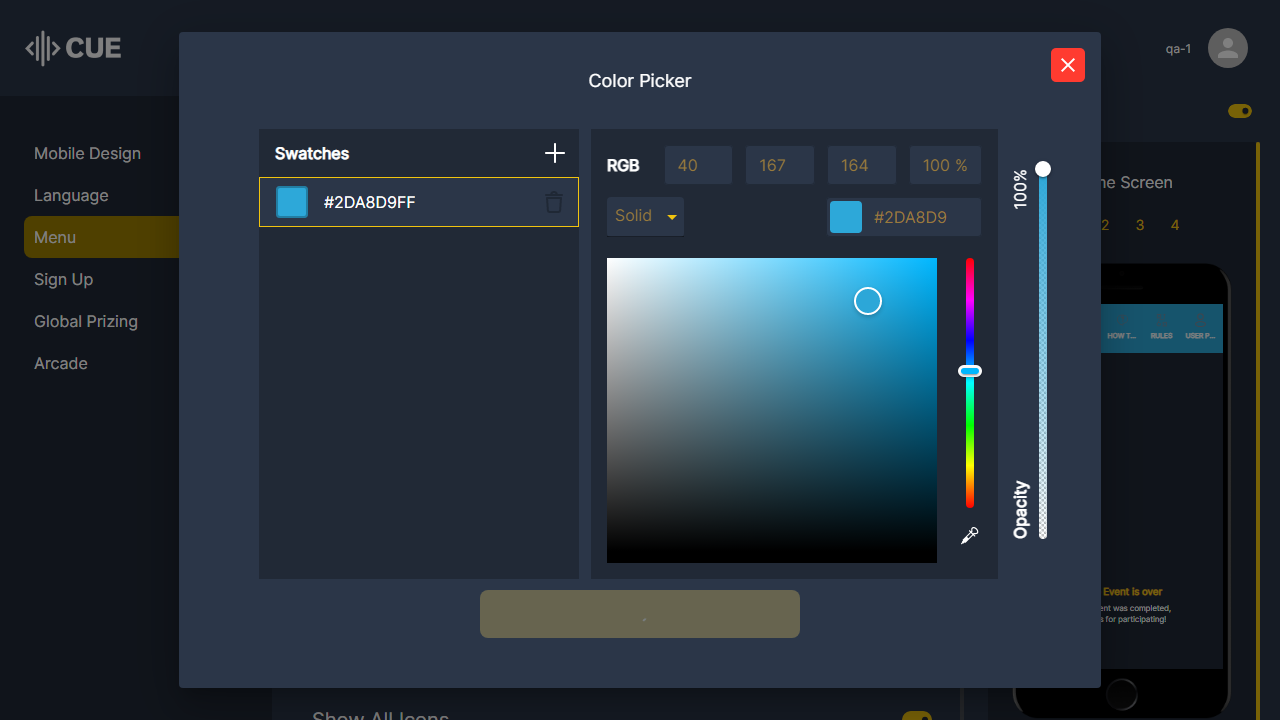 CUE
qa-1
Color Picker
Mobile Design
Language
Menu
Sign Up
Global Prizing
Arcade
Swatches
#2DA8D9FF
RGB
40
167
164
100 %
Solid
#2DA8D9
100%
Opacity
Screen
2
3
4
HOW T...
RULES
USER P...
Event is over
was completed,
for participating!
Show All Icons